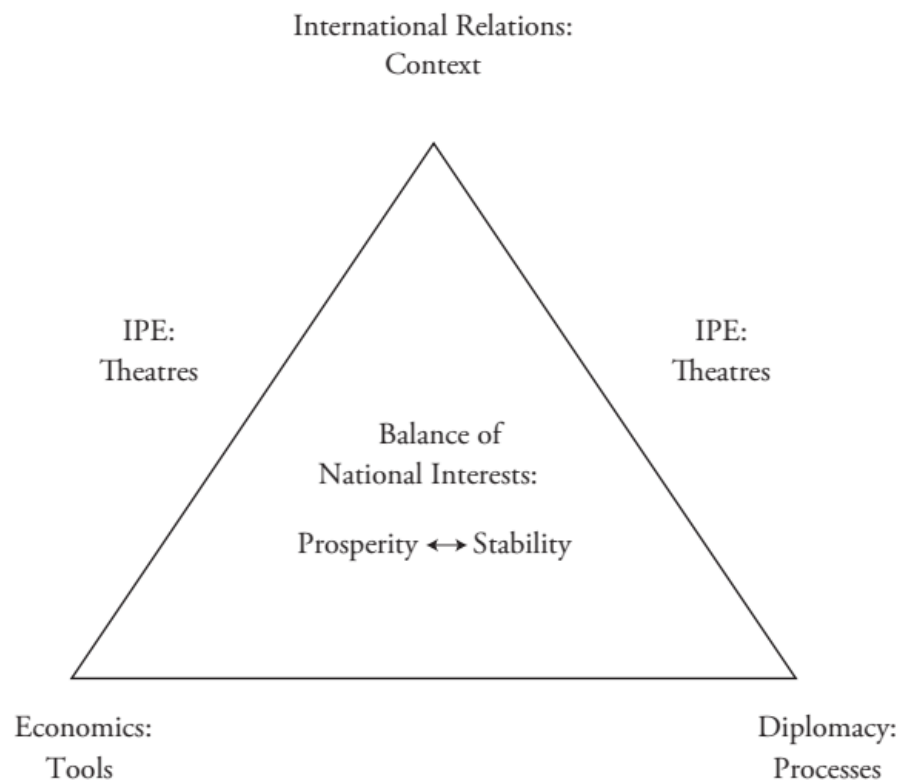 International Relations:
Context
IPE:
Theatres
IPE:
Theatres
Balance of
National Interests:
Prosperity ↔ Stability
Economics:
Tools
Diplomacy:
Processes